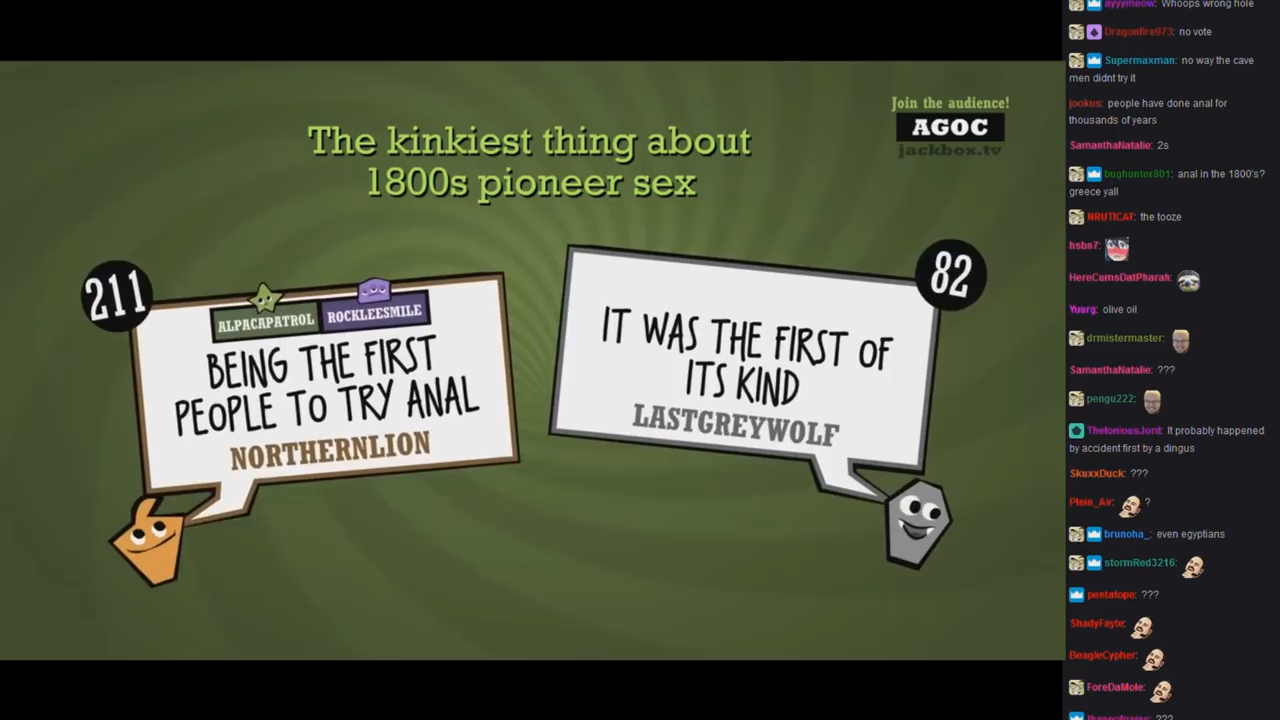 The kinkiest thing about
1800s pioneer sex
Join the audience!
AGOC
jackbox.tv
211
ALPACAPATROL
ROCKLEESMILE
BEING THE FIRST
PEOPLE TO TRY ANAL
NORTHERNLION
82
IT WAS THE FIRST OF
ITS KIND
LASTGREYWOLF
ayyymeow: Whoops wrong hole
Dragonfire973: no vote
Supermaxman: no way the cave
men didnt try it
jookus: people have done anal for
thousands of years
SamanthaNatalie: 2s
bughunter801: anal in the 1800's?
greece yall
NRUTICAT: the tooze
hsbn7:
HereCumsDatPharah:
Yuurg: olive oil
drmistermaster:
SamanthaNatalie: ???
pengu222:
TheloniousJord: It probably happened
by accident first by a dingus
SkuxxDuck: ???
Plein_Air: ?
brunoha_: even egyptians
stormRed3216:
pentatope: ???
ShadyFayte:
BeagleCypher:
ForeDaMole:
???